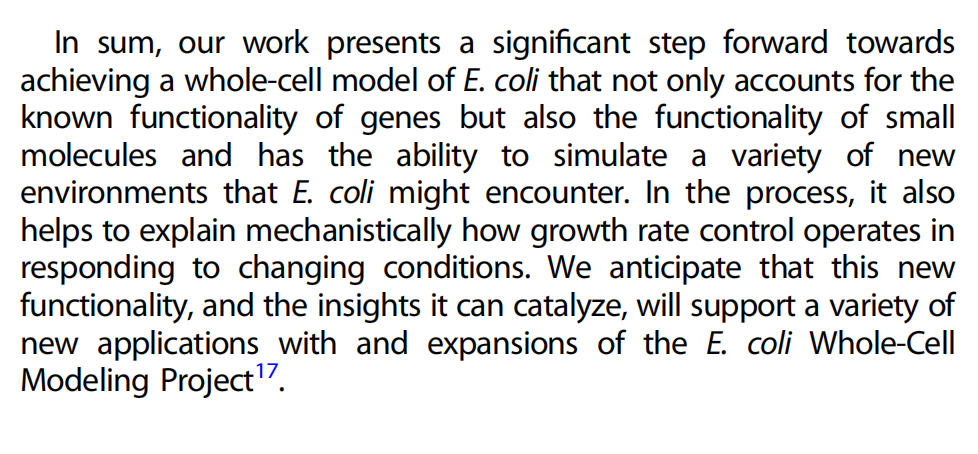 In sum, our work presents a significant step forward towards
achieving a whole-cell model of E. coli that not only accounts for the
known functionality of genes but also the functionality of small
molecules and has the ability to simulate a variety of new
environments that E. coli might encounter. In the process, it also
helps to explain mechanistically how growth rate control operates in
responding to changing conditions. We anticipate that this new
functionality, and the insights it can catalyze, will support a variety of
new applications with and expansions of the E. coli Whole-Cell
Modeling Project17.